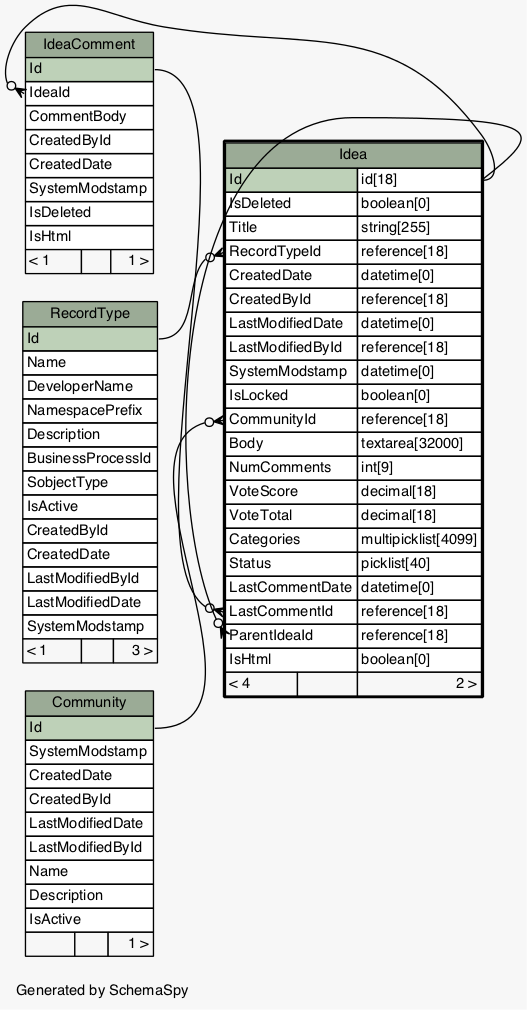 IdeaComment
Id
IdeaId
CommentBody
CreatedById
CreatedDate
SystemModstamp
IsDeleted
IsHtml
< 1 1 >
RecordType
Id
Name
DeveloperName
NamespacePrefix
Description
BusinessProcessId
SobjectType
IsActive
CreatedById
CreatedDate
LastModifiedById
LastModifiedDate
SystemModstamp
< 1 3 >
Community
Id
SystemModstamp
CreatedDate
CreatedById
LastModifiedDate
LastModifiedById
Name
Description
IsActive
1 >
Idea
Id id[18]
IsDeleted boolean[0]
Title string[255]
RecordTypeId reference[18]
CreatedDate datetime[0]
CreatedById reference[18]
LastModifiedDate datetime[0]
LastModifiedById reference[18]
SystemModstamp datetime[0]
IsLocked boolean[0]
CommunityId reference[18]
Body textarea[32000]
NumComments int[9]
VoteScore decimal[18]
VoteTotal decimal[18]
Categories multipicklist[4099]
Status picklist[40]
LastCommentDate datetime[0]
LastCommentId reference[18]
ParentIdeaId reference[18]
IsHtml boolean[0]
< 4 2 >
Generated by SchemaSpy